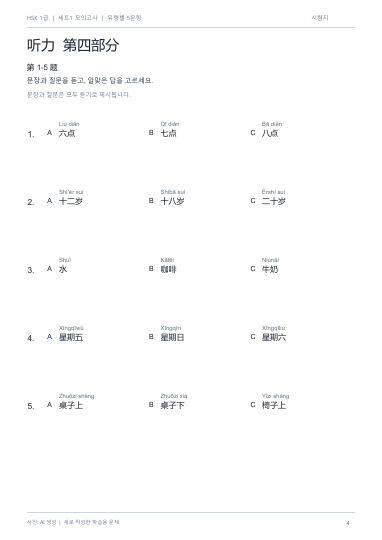 HSK 1급 | 세트1 모의고사 | 유형별 5문항 시험지
听力 第四部分
第 1-5 题
문장과 질문을 듣고, 알맞은 답을 고르세요.
문장과 질문은 모두 듣기로 제시됩니다.
Liù diǎn Qī diǎn Bā diǎn
1. A 六点 B 七点 C 八点
Shí'èr suì Shíbā suì Èrshí suì
2. A 十二岁 B 十八岁 C 二十岁
Shuǐ Kāfēi Niúnǎi
3. A 水 B 咖啡 C 牛奶
Xīngqīwǔ Xīngqīrì Xīngqīliù
4. A 星期五 B 星期日 C 星期六
Zhuōzi shàng Zhuōzi xià Yǐzi shàng
5. A 桌子上 B 桌子下 C 椅子上
사진: AI 생성 | 새로 작성한 학습용 문제 4